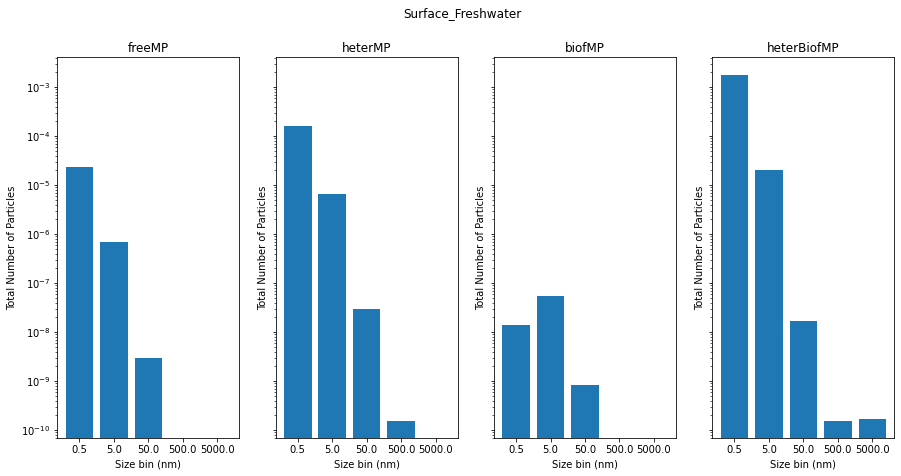 Surface_Freshwater
freeMP
heterMP
biofMP
heterBiofMP
Total Number of Particles
10⁻³
10⁻⁴
10⁻⁵
10⁻⁶
10⁻⁷
10⁻⁸
10⁻⁹
10⁻¹⁰
0.5 5.0 50.0 500.0 5000.0
Size bin (nm)
Total Number of Particles
0.5 5.0 50.0 500.0 5000.0
Size bin (nm)
Total Number of Particles
0.5 5.0 50.0 500.0 5000.0
Size bin (nm)
Total Number of Particles
0.5 5.0 50.0 500.0 5000.0
Size bin (nm)